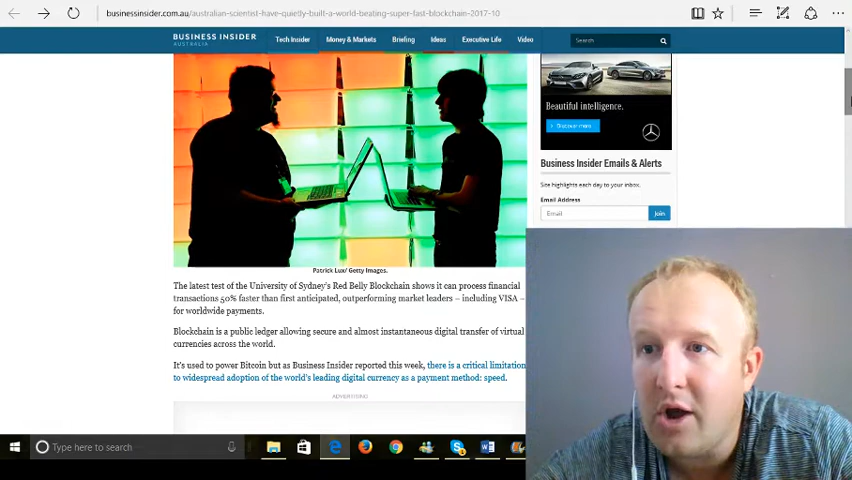 businessinsider.com.au/australian-scientist-have-quietly-built-a-world-beating-super-fast-blockchain-2017-10
BUSINESS INSIDER
AUSTRALIA
Tech Insider Money & Markets Briefing Ideas Executive Life Video
Search
Beautiful intelligence.
Discover more
Business Insider Emails & Alerts
Site highlights each day to your inbox.
Email Address
Email Join
Patrick Lux/ Getty Images.
The latest test of the University of Sydney's Red Belly Blockchain shows it can process financial
transactions 50% faster than first anticipated, outperforming market leaders – including VISA –
for worldwide payments.
Blockchain is a public ledger allowing secure and almost instantaneous digital transfer of virtual
currencies across the world.
It's used to power Bitcoin but as Business Insider reported this week, there is a critical limitation
to widespread adoption of the world's leading digital currency as a payment method: speed.
ADVERTISING
Type here to search